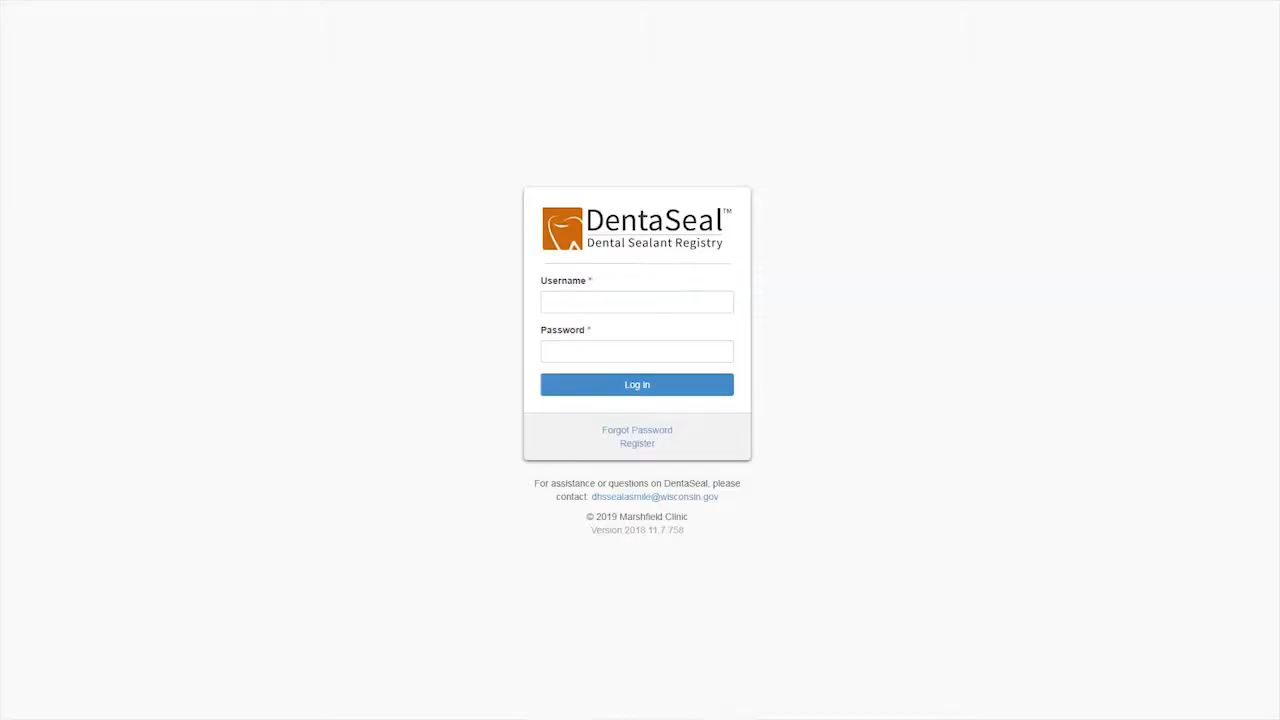 DentaSeal™
Dental Sealant Registry
Username *
Password *
Log in
Forgot Password
Register
For assistance or questions on DentaSeal, please
contact: dhssealasmile@wisconsin.gov
© 2019 Marshfield Clinic
Version 2018.11.7.758